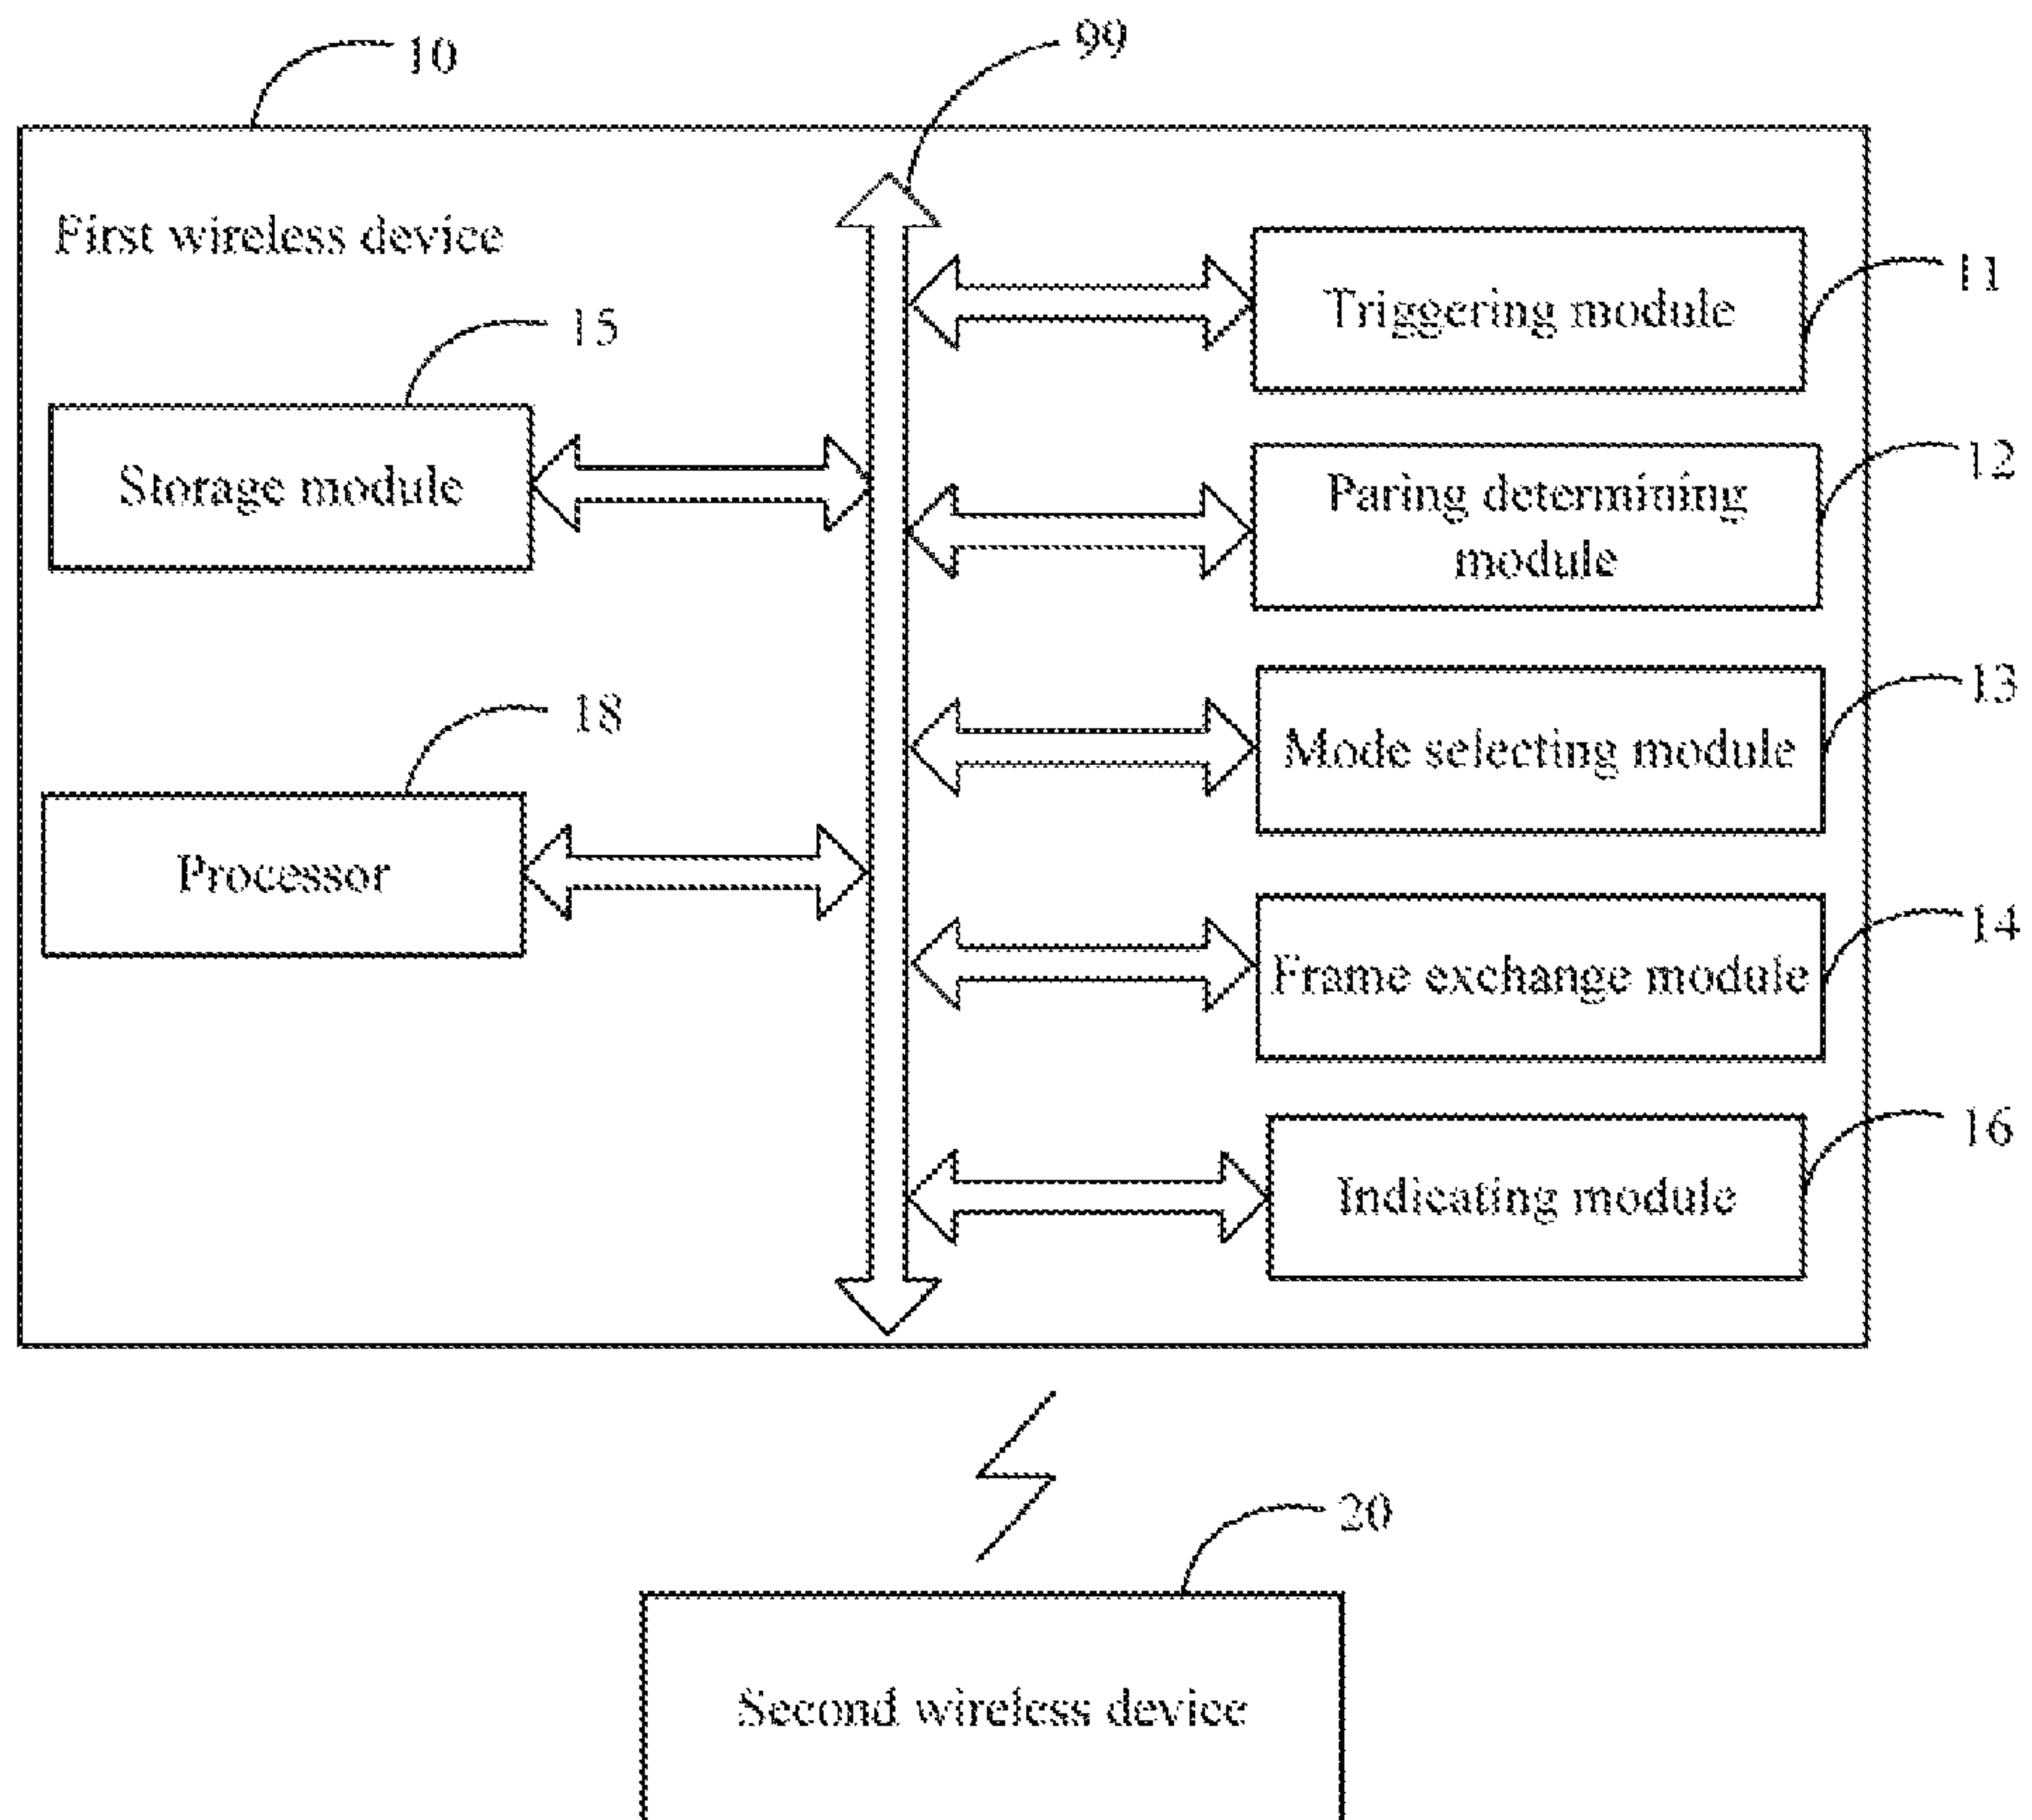 10
99
First wireless device
11
Triggering module
15
Storage module
12
Paring determining
module
13
Mode selecting module
18
Processor
14
Frame exchange module
16
Indicating module
20
Second wireless device